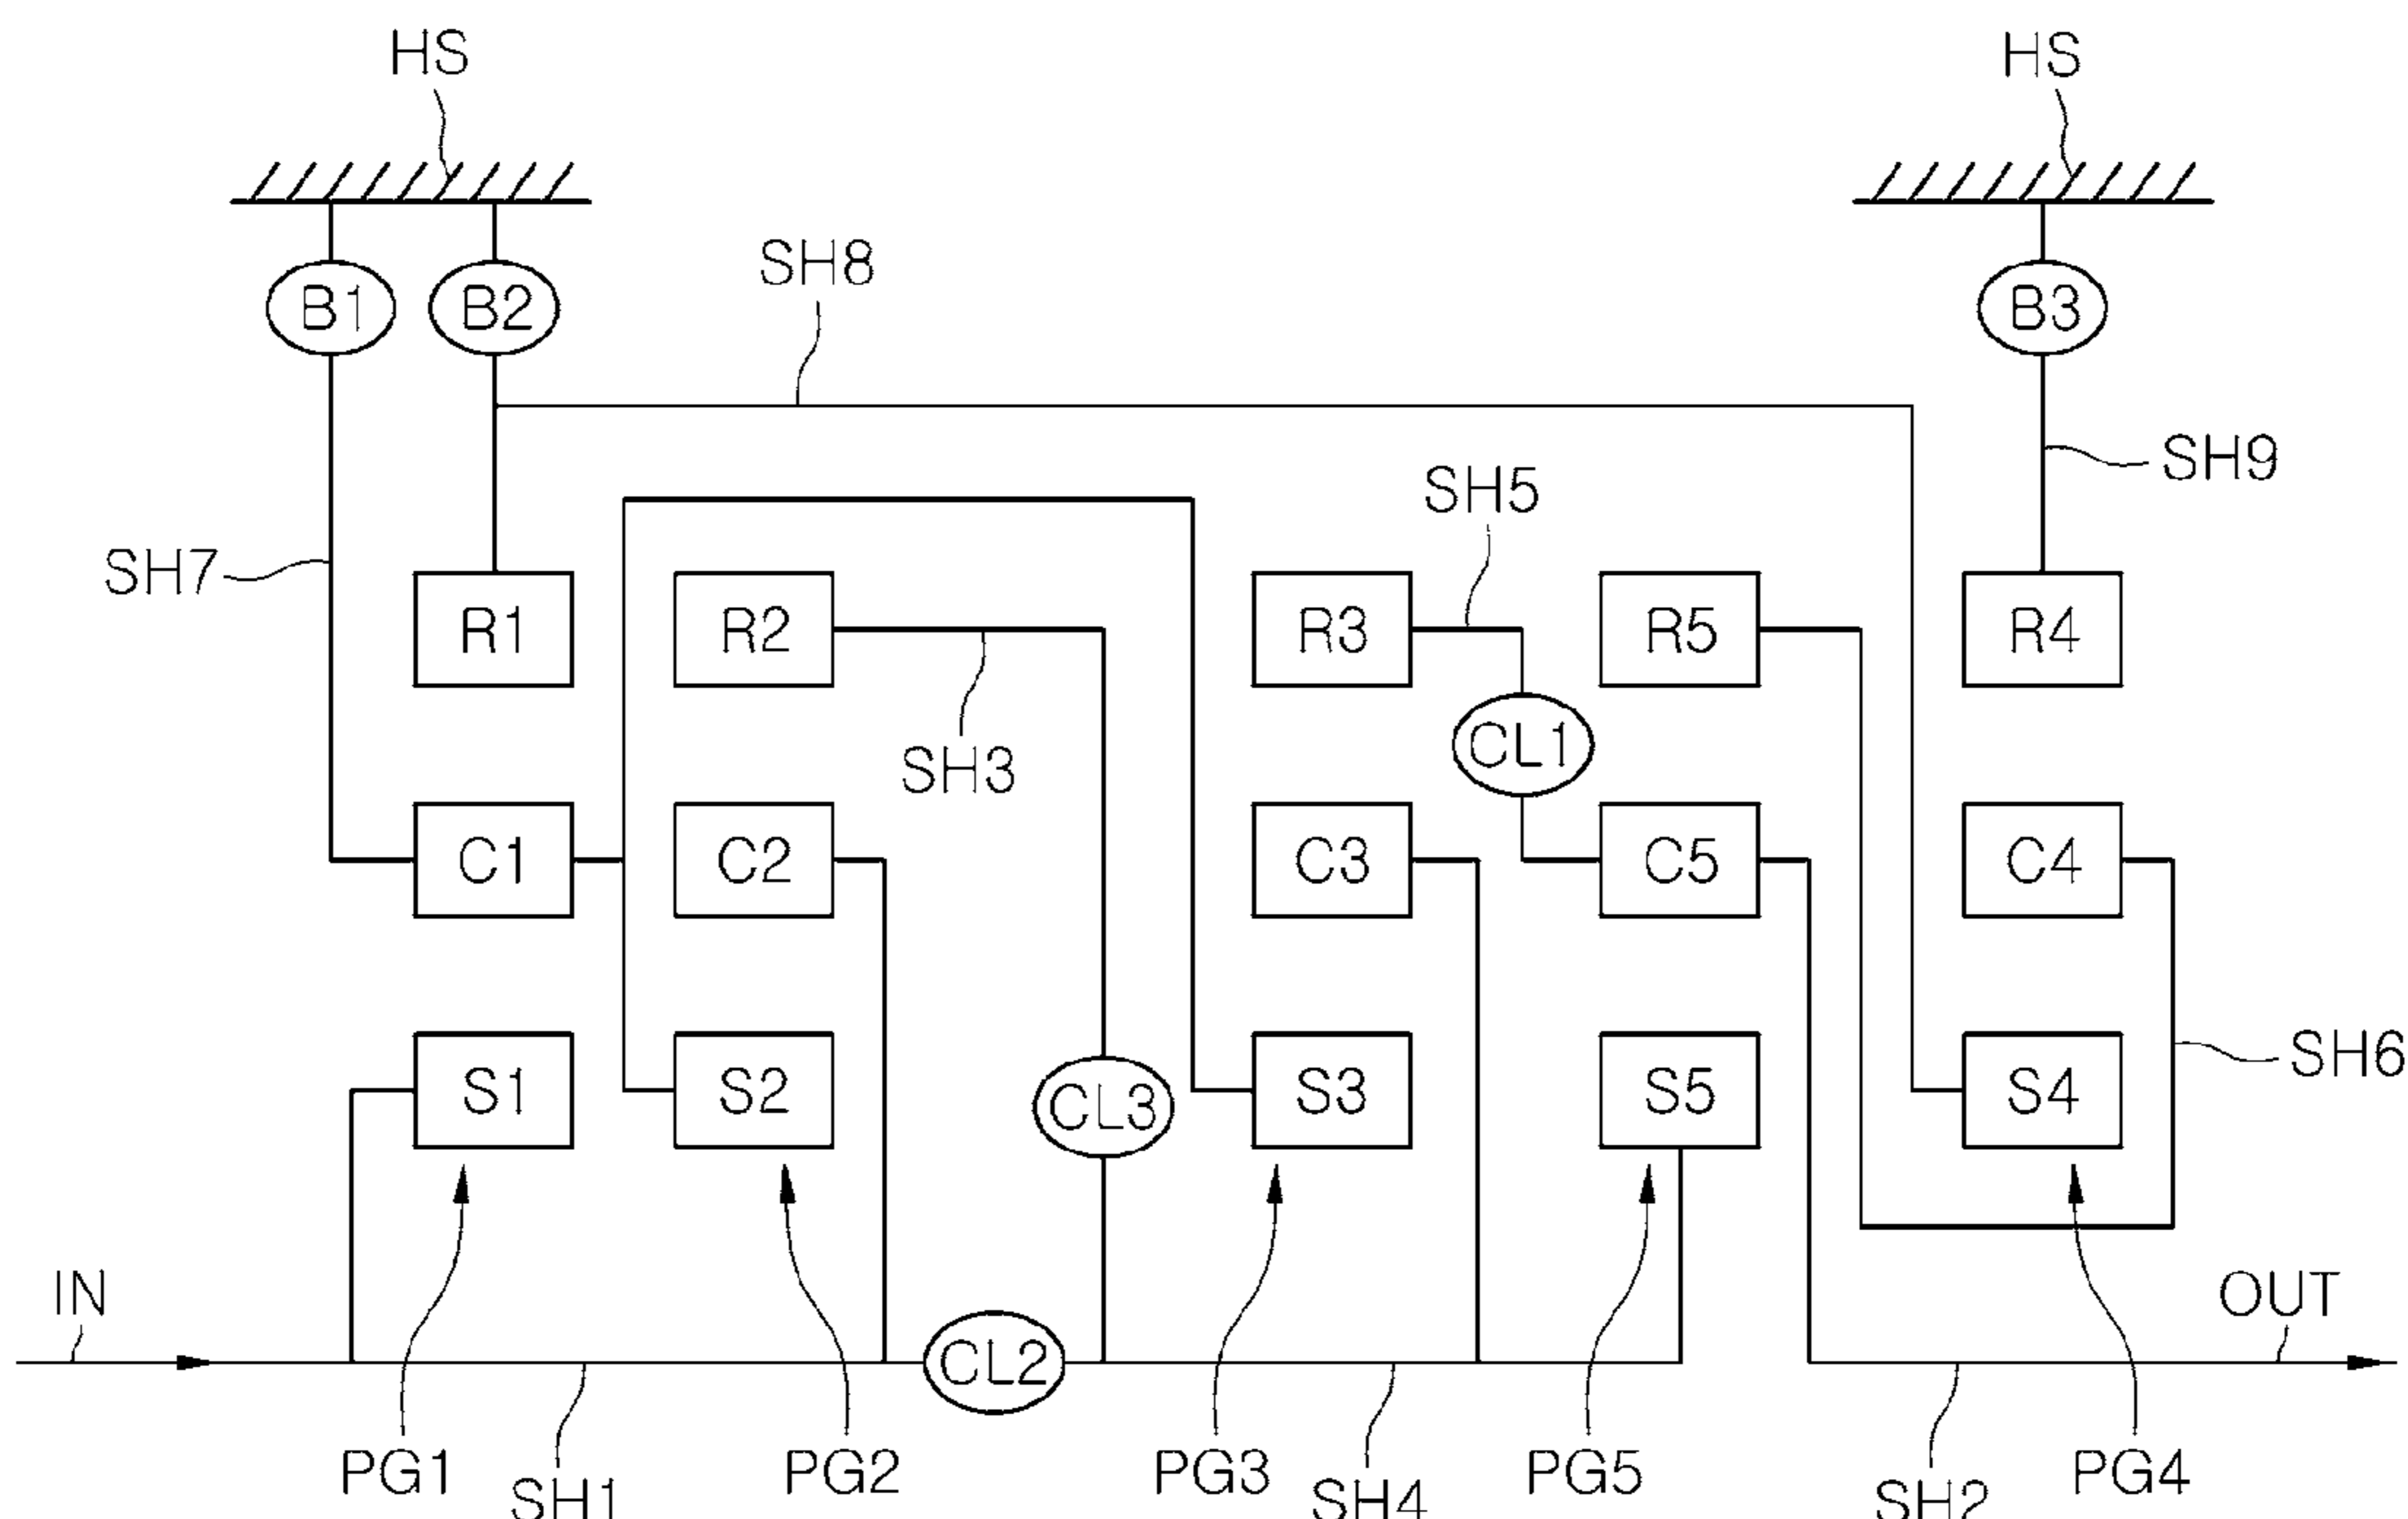 HS HS
B1 B2 SH8 B3
SH5 SH9
SH7
R1 R2 R3 R5 R4
SH3 CL1
C1 C2 C3 C5 C4
S1 S2 CL3 S3 S5 S4 SH6
IN OUT
CL2
PG1 PG2 PG3 PG5 PG4
SH1 SH4 SH2